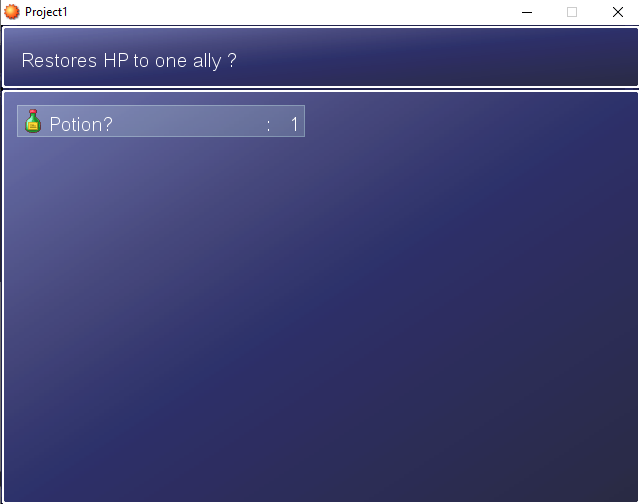 Project1
Restores HP to one ally ?
Potion? : 1